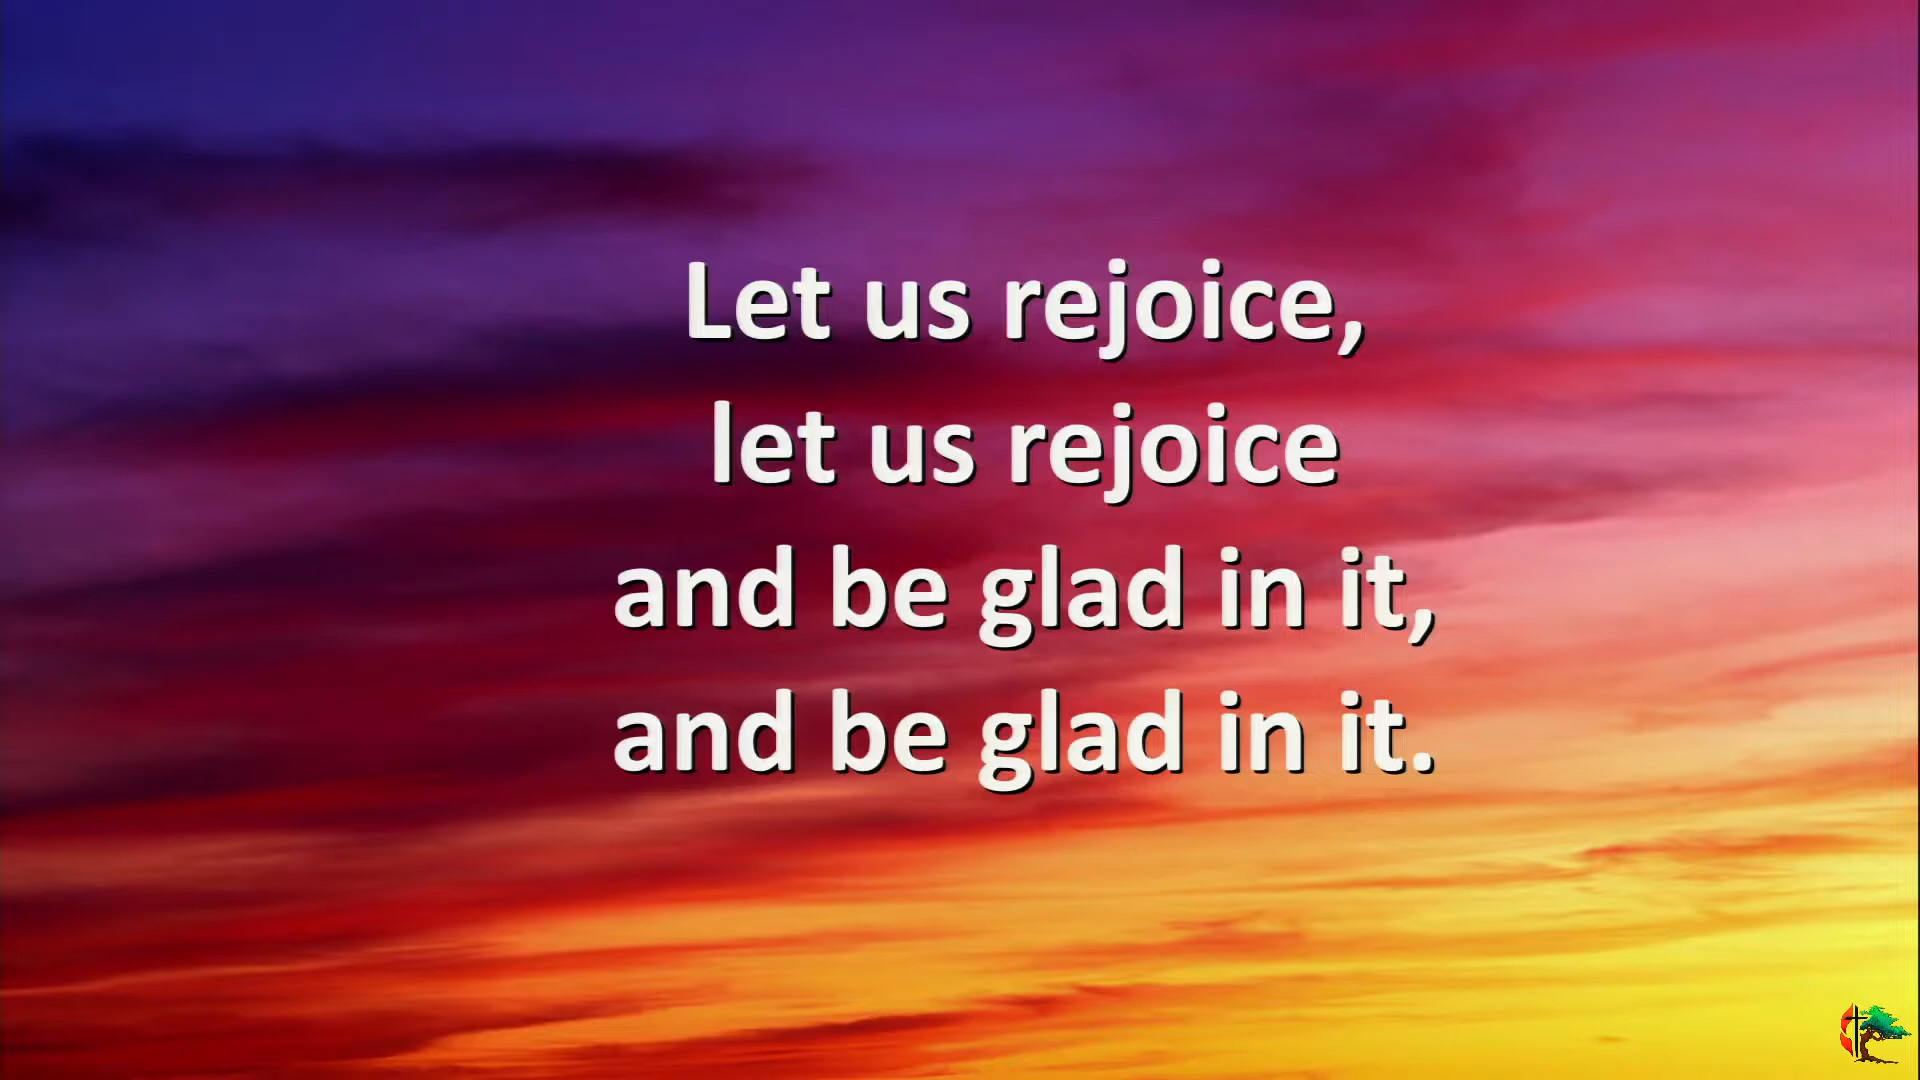 Let us rejoice,
let us rejoice
and be glad in it,
and be glad in it.